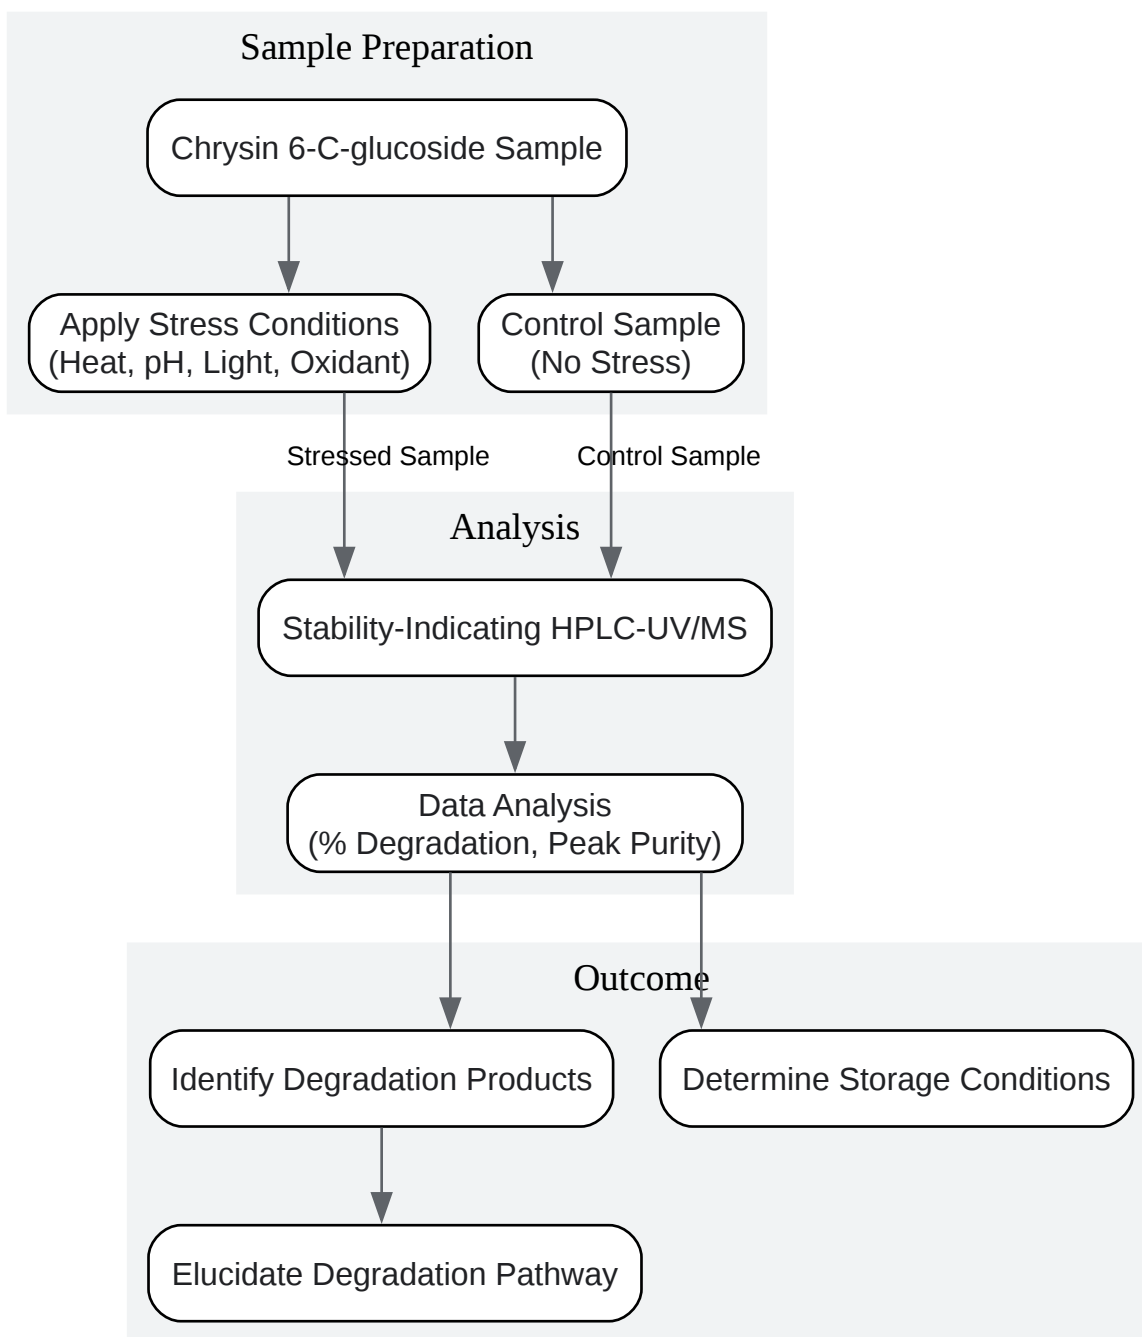 Sample Preparation
Chrysin 6-C-glucoside Sample
Apply Stress Conditions
(Heat, pH, Light, Oxidant)
Control Sample
(No Stress)
Stressed Sample
Control Sample
Analysis
Stability-Indicating HPLC-UV/MS
Data Analysis
(% Degradation, Peak Purity)
Outcome
Identify Degradation Products
Determine Storage Conditions
Elucidate Degradation Pathway